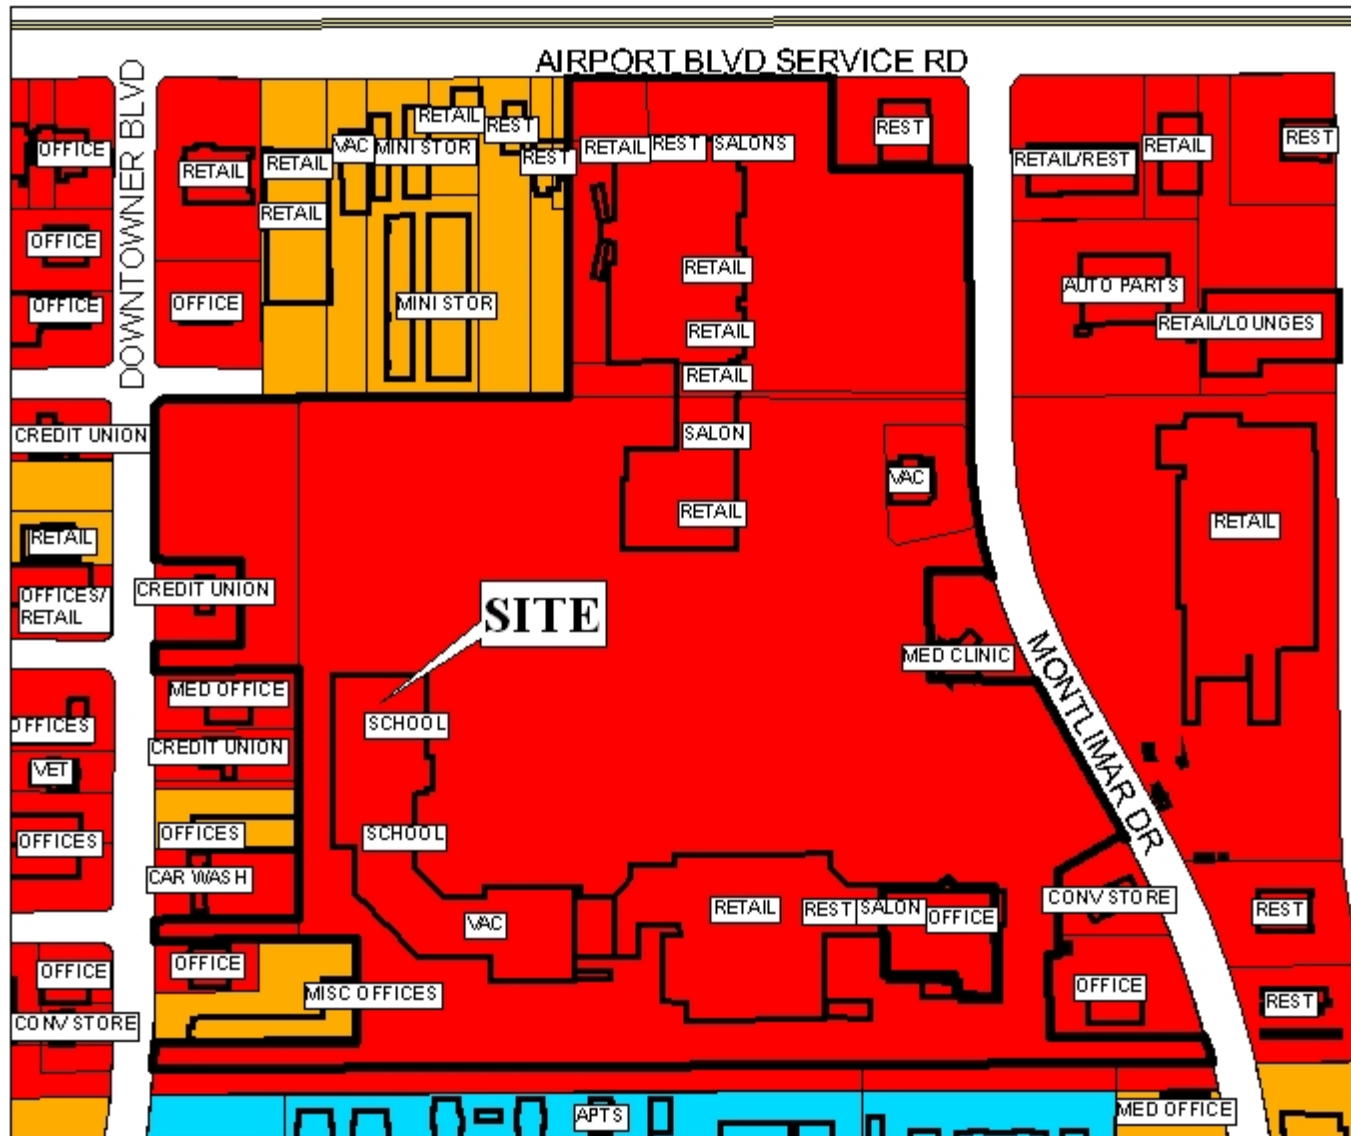 AIRPORT BLVD SERVICE RD
DOWNTOWNER BLVD
MONTLIMAR DR
OFFICE
RETAIL
RETAIL
VAC
MINI STOR
RETAIL
REST
REST
RETAIL
REST
SALONS
REST
RETAIL/REST
RETAIL
REST
OFFICE
RETAIL
RETAIL
AUTO PARTS
OFFICE
OFFICE
MINI STOR
RETAIL
RETAIL/LOUNGES
RETAIL
CREDIT UNION
SALON
VAC
RETAIL
RETAIL
RETAIL
OFFICES/
RETAIL
CREDIT UNION
SITE
MED CLINIC
MED OFFICE
OFFICES
SCHOOL
CREDIT UNION
VET
OFFICES
OFFICES
SCHOOL
CAR WASH
VAC
RETAIL
REST
SALON
OFFICE
CONV STORE
REST
OFFICE
OFFICE
MISC OFFICES
OFFICE
REST
CONV STORE
APTS
MED OFFICE